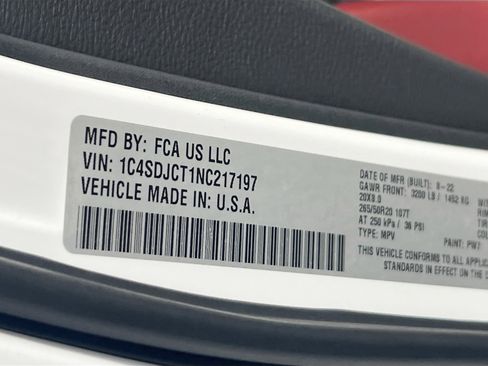 MFD BY: FCA US LLC
VIN: 1C4SDJCT1NC217197
VEHICLE MADE IN: U.S.A.
DATE OF MFR (BUILT): 8-22
GAWR FRONT: 3200 LB / 1452 KG
20X8.0
265/50R20 107T
AT 250 kPa / 36 PSI
TYPE: MPV
PAINT: PW7
THIS VEHICLE CONFORMS TO ALL APPLIC
STANDARDS IN EFFECT ON THE D